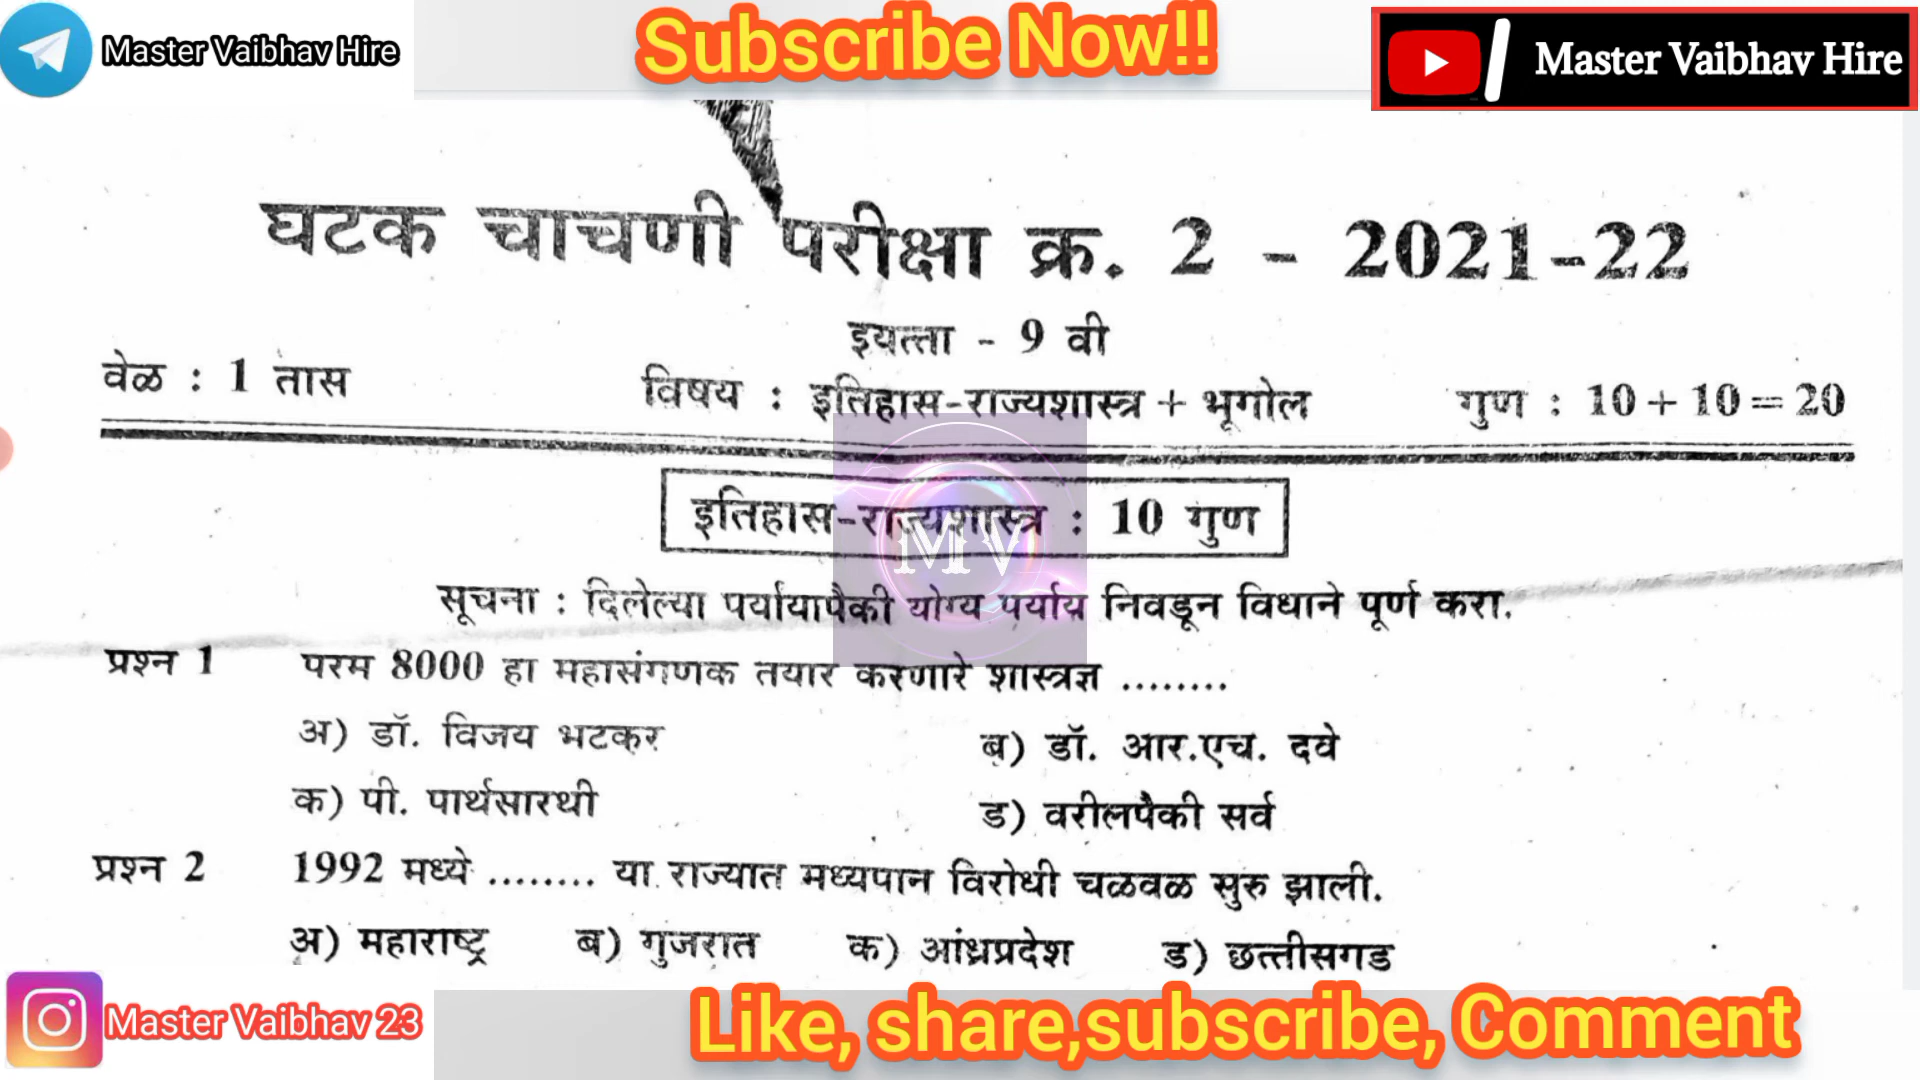 Master Vaibhav Hire
Subscribe Now!!
Master Vaibhav Hire
घटक चाचणी परीक्षा क्र. 2 - 2021-22
इयत्ता - 9 वी
वेळ : 1 तास विषय : इतिहास-राज्यशास्त्र + भूगोल गुण : 10 + 10 = 20
इतिहास-राज्यशास्त्र : 10 गुण
MV
सूचना : दिलेल्या पर्यायापैकी योग्य पर्याय निवडून विधाने पूर्ण करा.
प्रश्न 1 परम 8000 हा महासंगणक तयार करणारे शास्त्रज्ञ ........
अ) डॉ. विजय भटकर ब) डॉ. आर.एच. दवे
क) पी. पार्थसारथी ड) वरीलपैकी सर्व
प्रश्न 2 1992 मध्ये ........ या राज्यात मध्यपान विरोधी चळवळ सुरु झाली.
अ) महाराष्ट्र ब) गुजरात क) आंध्रप्रदेश ड) छत्तीसगड
Master Vaibhav 23
Like, share,subscribe, Comment